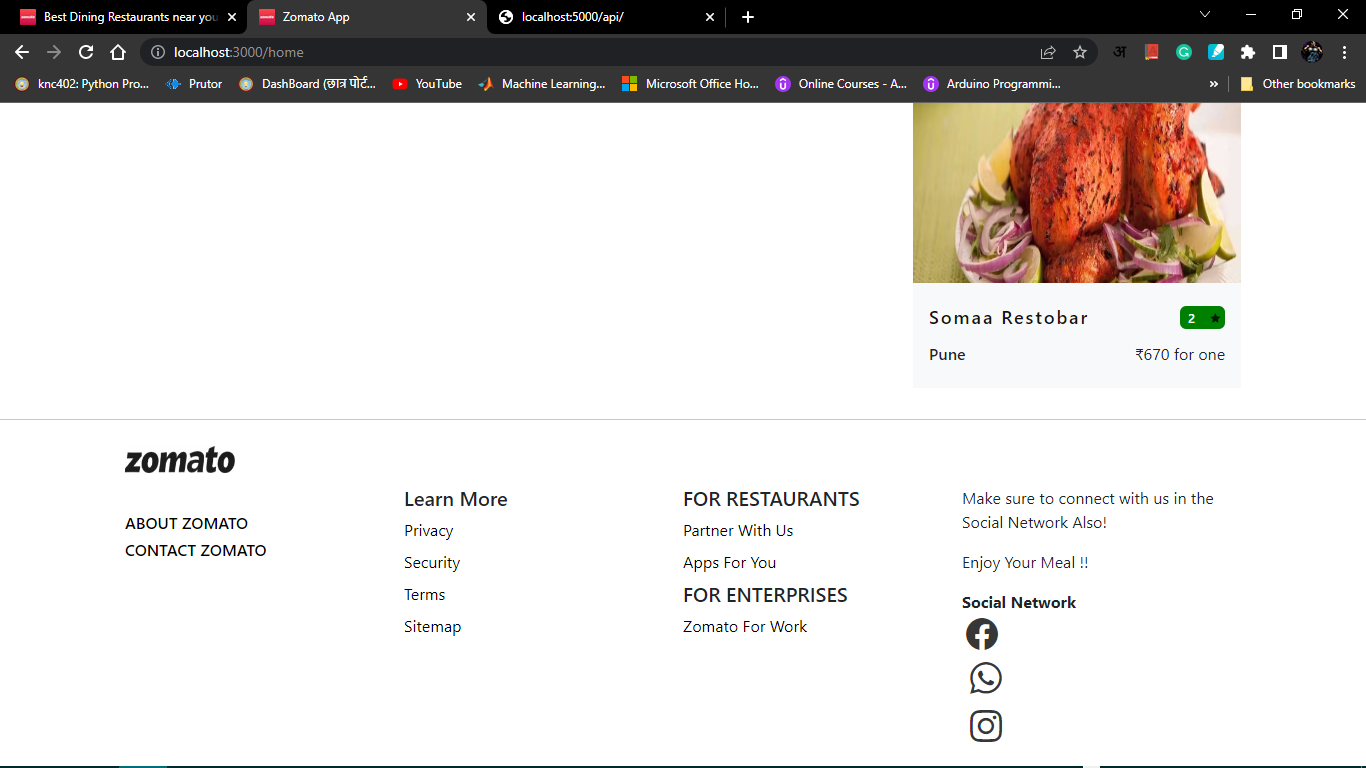 Best Dining Restaurants near you
Zomato App
localhost:5000/api/
localhost:3000/home
अ
knc402: Python Pro...
Prutor
DashBoard (छात्र पोर्ट...
YouTube
Machine Learning...
Microsoft Office Ho...
Online Courses - A...
Arduino Programmi...
»
Other bookmarks
Somaa Restobar
2 ★
Pune
₹670 for one
zomato
ABOUT ZOMATO
CONTACT ZOMATO
Learn More
Privacy
Security
Terms
Sitemap
FOR RESTAURANTS
Partner With Us
Apps For You
FOR ENTERPRISES
Zomato For Work
Make sure to connect with us in the
Social Network Also!
Enjoy Your Meal !!
Social Network